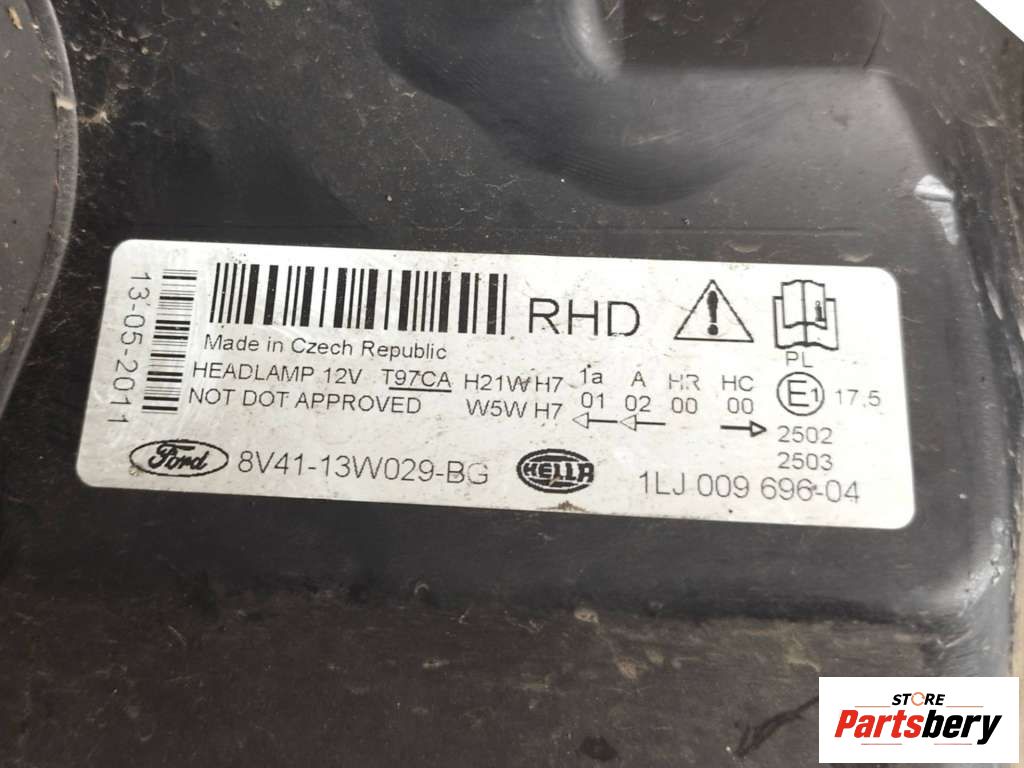 13-05-2011
RHD
Made in Czech Republic
HEADLAMP 12V T97CA H21W H7 1a A HR HC PL
NOT DOT APPROVED W5W H7 01 02 00 00 E1 17,5
2502
2503
Ford 8V41-13W029-BG HELLA 1LJ 009 696-04
STORE
Partsbery